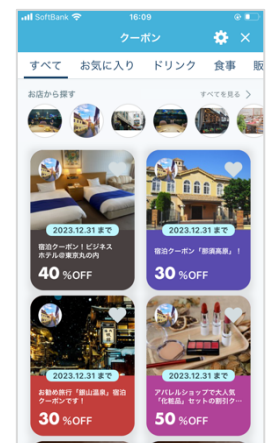 SoftBank 16:09
クーポン
すべて お気に入り ドリンク 食事 販
お店から探す すべてを見る
2023.12.31 まで
宿泊クーポン!ビジネス
ホテル@東京丸の内
40 %OFF
2023.12.31 まで
宿泊クーポン「那須高原」!
30 %OFF
2023.12.31 まで
お勧め旅行「銀山温泉」宿泊
クーポンです!
30 %OFF
2023.12.31 まで
アパレルショップで大人気
「化粧品」セットの割引ク…
50 %OFF